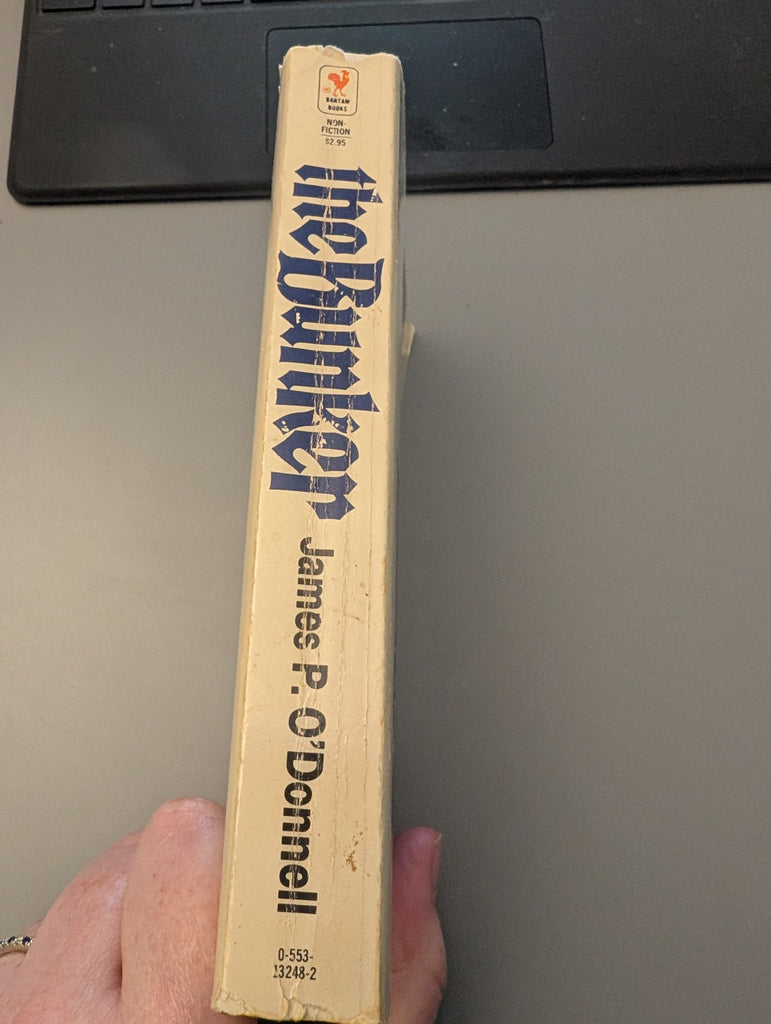 BANTAM
BOOKS
NON-
FICTION
$2.95
the Bunker
James P. O'Donnell
0-553-
13248-2